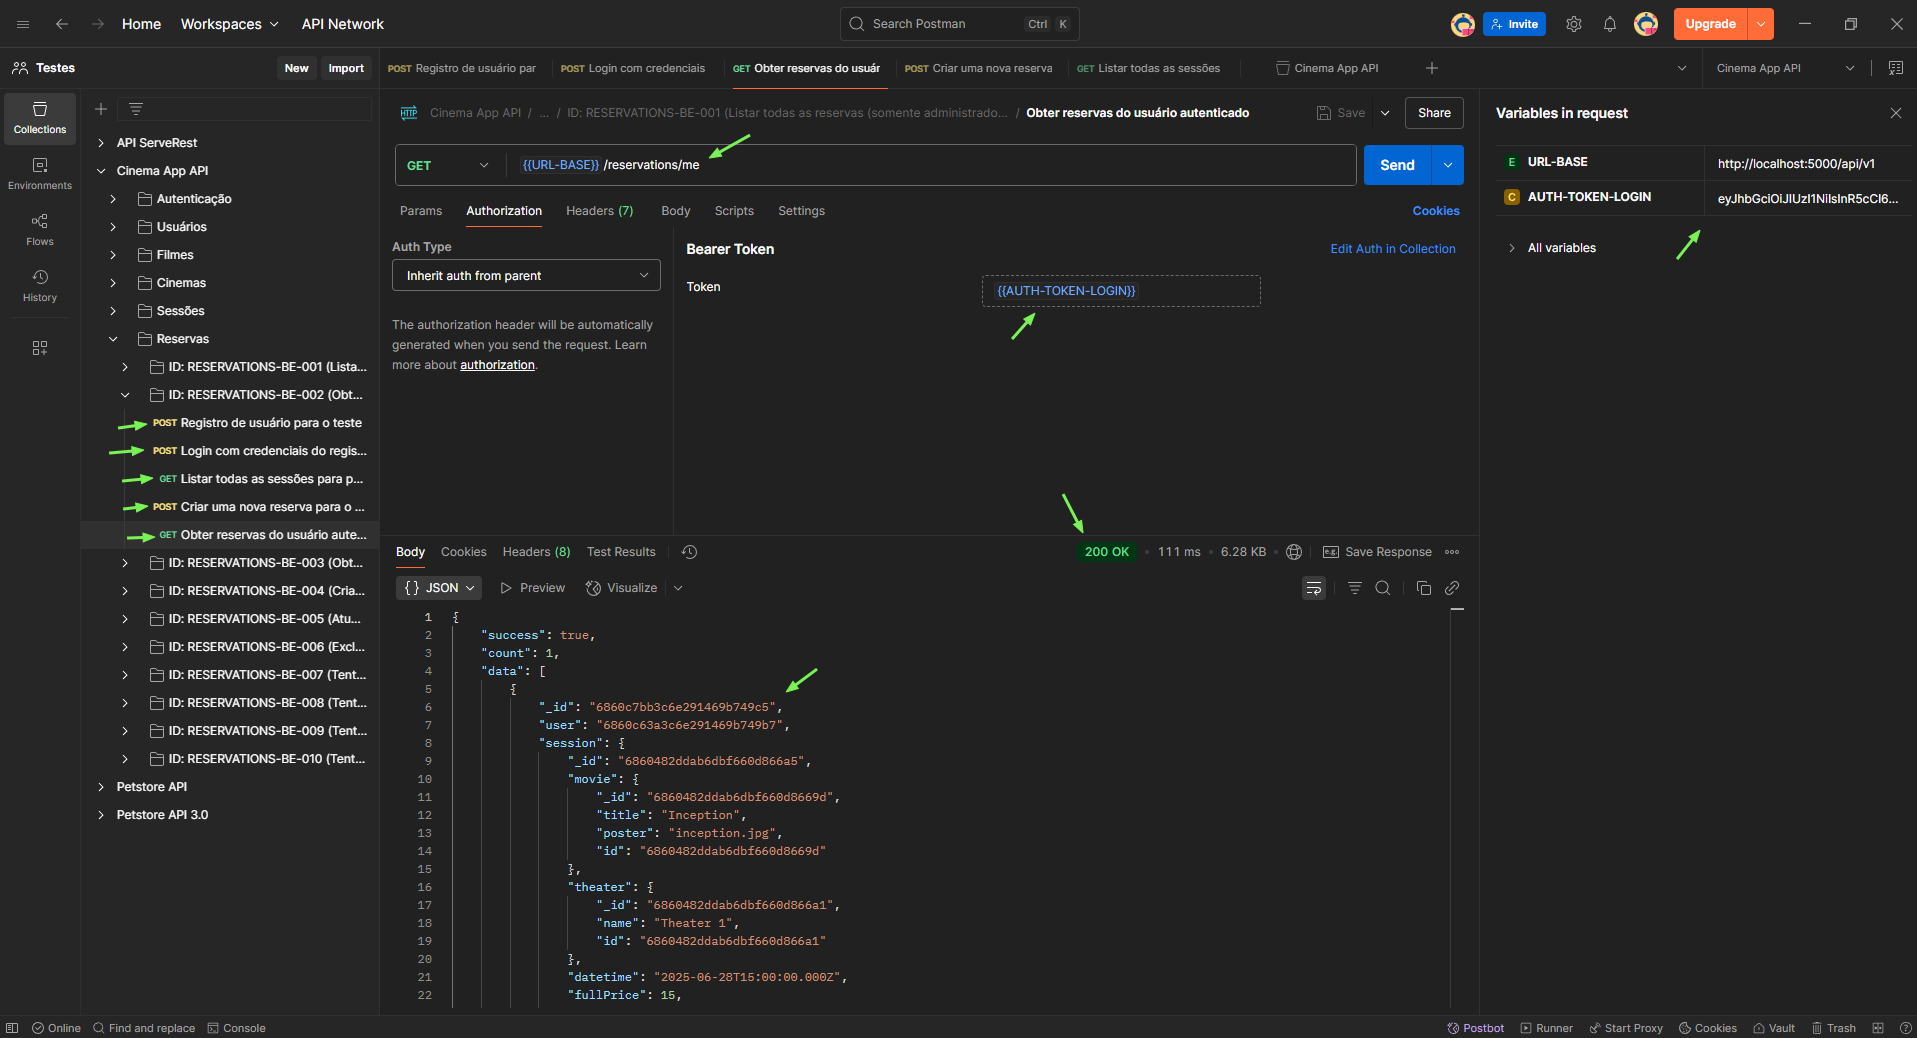 Home
Workspaces
API Network
Search Postman
Ctrl K
Invite
Upgrade
Testes
New
Import
POST Registro de usuário par
POST Login com credenciais
GET Obter reservas do usuár
POST Criar uma nova reserva
GET Listar todas as sessões
Cinema App API
Cinema App API
Collections
Environments
Flows
History
API ServeRest
Cinema App API
Autenticação
Usuários
Filmes
Cinemas
Sessões
Reservas
ID: RESERVATIONS-BE-001 (Lista...
ID: RESERVATIONS-BE-002 (Obt...
POST Registro de usuário para o teste
POST Login com credenciais do regis...
GET Listar todas as sessões para p...
POST Criar uma nova reserva para o ...
GET Obter reservas do usuário aute...
ID: RESERVATIONS-BE-003 (Obt...
ID: RESERVATIONS-BE-004 (Cria...
ID: RESERVATIONS-BE-005 (Atu...
ID: RESERVATIONS-BE-006 (Excl...
ID: RESERVATIONS-BE-007 (Tent...
ID: RESERVATIONS-BE-008 (Tent...
ID: RESERVATIONS-BE-009 (Tent...
ID: RESERVATIONS-BE-010 (Tent...
Petstore API
Petstore API 3.0
HTTP Cinema App API / ... / ID: RESERVATIONS-BE-001 (Listar todas as reservas (somente administrado... / Obter reservas do usuário autenticado
Save
Share
GET
{{URL-BASE}} /reservations/me
Send
Params
Authorization
Headers (7)
Body
Scripts
Settings
Cookies
Auth Type
Inherit auth from parent
The authorization header will be automatically
generated when you send the request. Learn
more about authorization.
Bearer Token
Edit Auth in Collection
Token
{{AUTH-TOKEN-LOGIN}}
Body
Cookies
Headers (8)
Test Results
200 OK
111 ms
6.28 KB
e.g. Save Response
{} JSON
Preview
Visualize
1 {
2 "success": true,
3 "count": 1,
4 "data": [
5 {
6 "_id": "6860c7bb3c6e291469b749c5",
7 "user": "6860c63a3c6e291469b749b7",
8 "session": {
9 "_id": "6860482ddab6dbf660d866a5",
10 "movie": {
11 "_id": "6860482ddab6dbf660d8669d",
12 "title": "Inception",
13 "poster": "inception.jpg",
14 "id": "6860482ddab6dbf660d8669d"
15 },
16 "theater": {
17 "_id": "6860482ddab6dbf660d866a1",
18 "name": "Theater 1",
19 "id": "6860482ddab6dbf660d866a1"
20 },
21 "datetime": "2025-06-28T15:00:00.000Z",
22 "fullPrice": 15,
Variables in request
E URL-BASE
http://localhost:5000/api/v1
C AUTH-TOKEN-LOGIN
eyJhbGciOiJIUzI1NiIsInR5cCI6...
All variables
Online
Find and replace
Console
Postbot
Runner
Start Proxy
Cookies
Vault
Trash